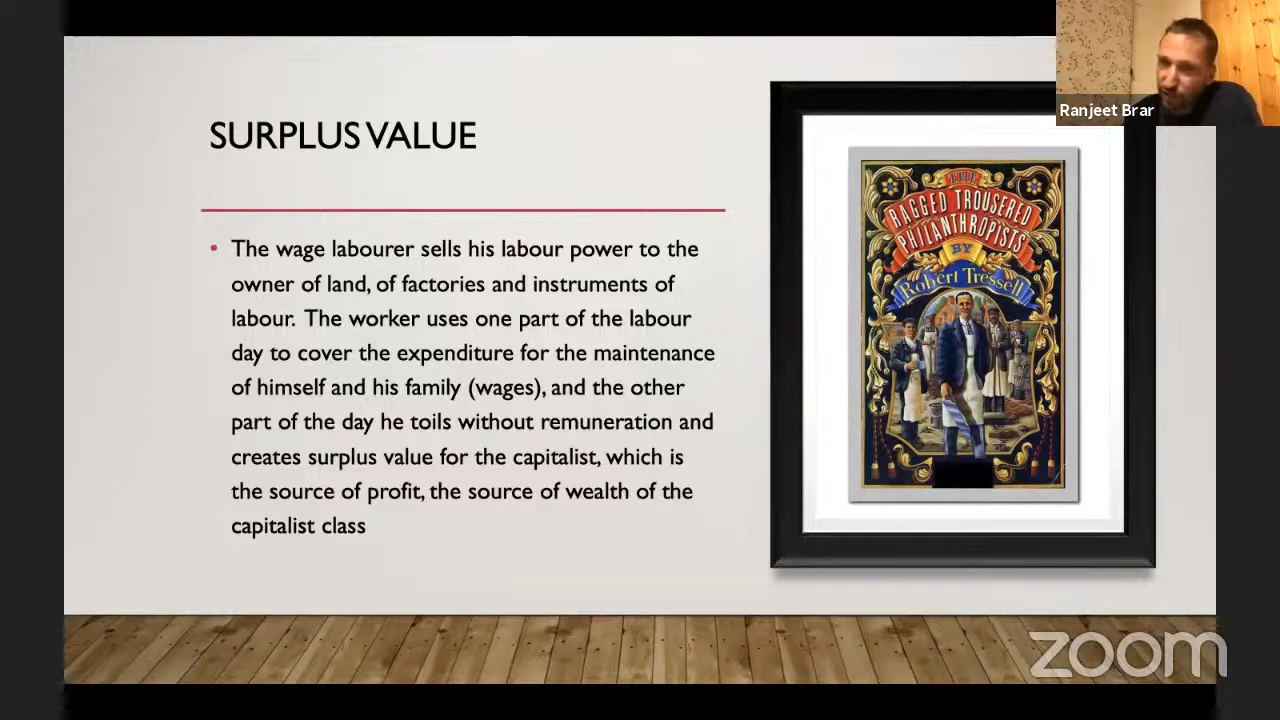 Ranjeet Brar
SURPLUS VALUE
• The wage labourer sells his labour power to the
owner of land, of factories and instruments of
labour. The worker uses one part of the labour
day to cover the expenditure for the maintenance
of himself and his family (wages), and the other
part of the day he toils without remuneration and
creates surplus value for the capitalist, which is
the source of profit, the source of wealth of the
capitalist class
THE
RAGGED TROUSERED
PHILANTHROPISTS
BY
Robert Tressell
zoom